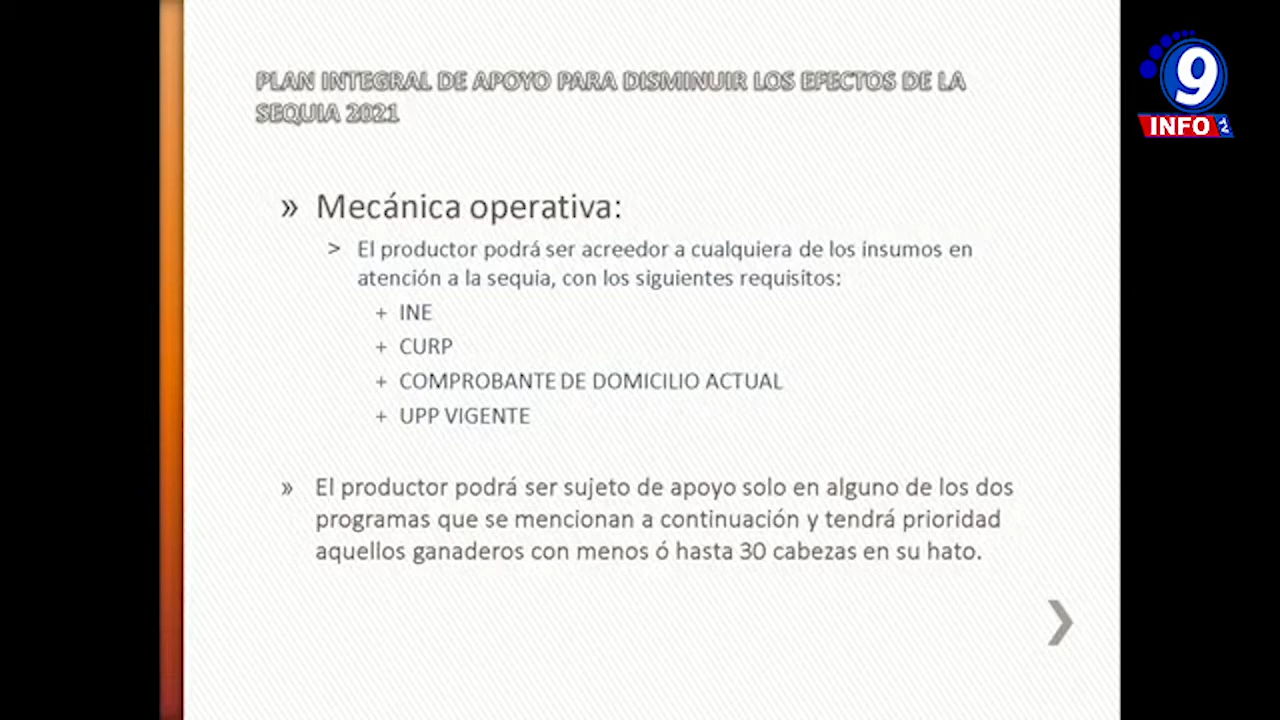 PLAN INTEGRAL DE APOYO PARA DISMINUIR LOS EFECTOS DE LA
SEQUIA 2021
» Mecánica operativa:
> El productor podrá ser acreedor a cualquiera de los insumos en
atención a la sequia, con los siguientes requisitos:
+ INE
+ CURP
+ COMPROBANTE DE DOMICILIO ACTUAL
+ UPP VIGENTE
» El productor podrá ser sujeto de apoyo solo en alguno de los dos
programas que se mencionan a continuación y tendrá prioridad
aquellos ganaderos con menos ó hasta 30 cabezas en su hato.
9
INFO